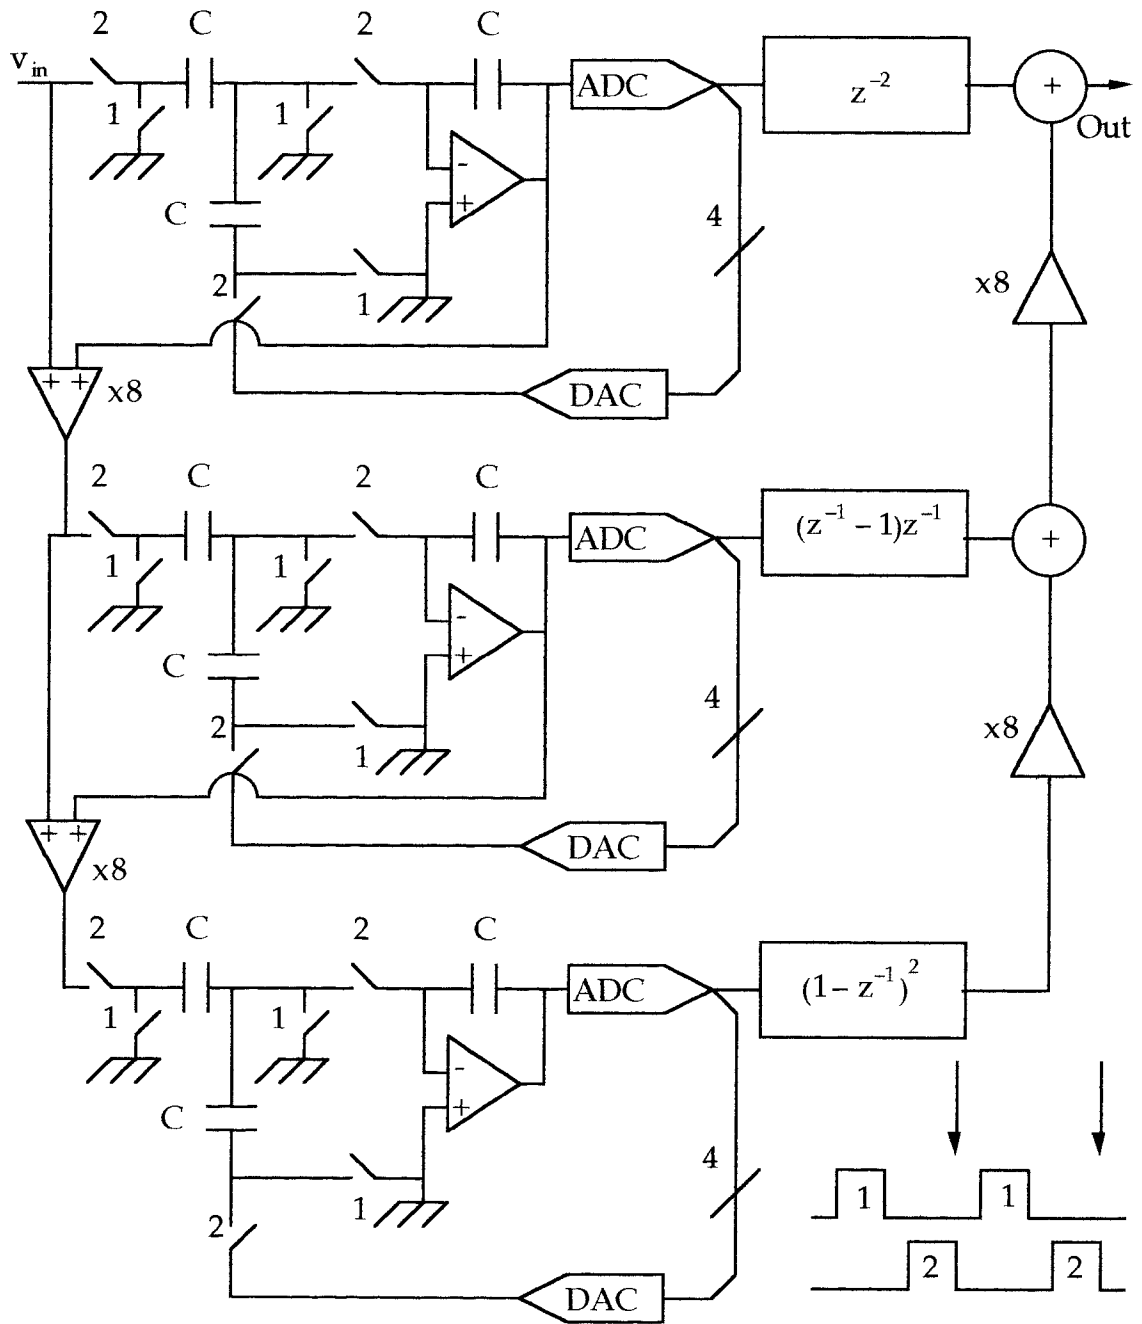 2 C 2 C
v_in
ADC z⁻² +
1 1
Out
-
+
C 4
2
1 x8
DAC
+ + x8
2 C 2 C
ADC (z⁻¹ – 1)z⁻¹ +
1 1
-
+
C
4
2 x8
1
DAC
+ + x8
2 C 2 C
ADC (1 – z⁻¹)²
1 1
-
+
C
4
1 1 1
2
2 2
DAC